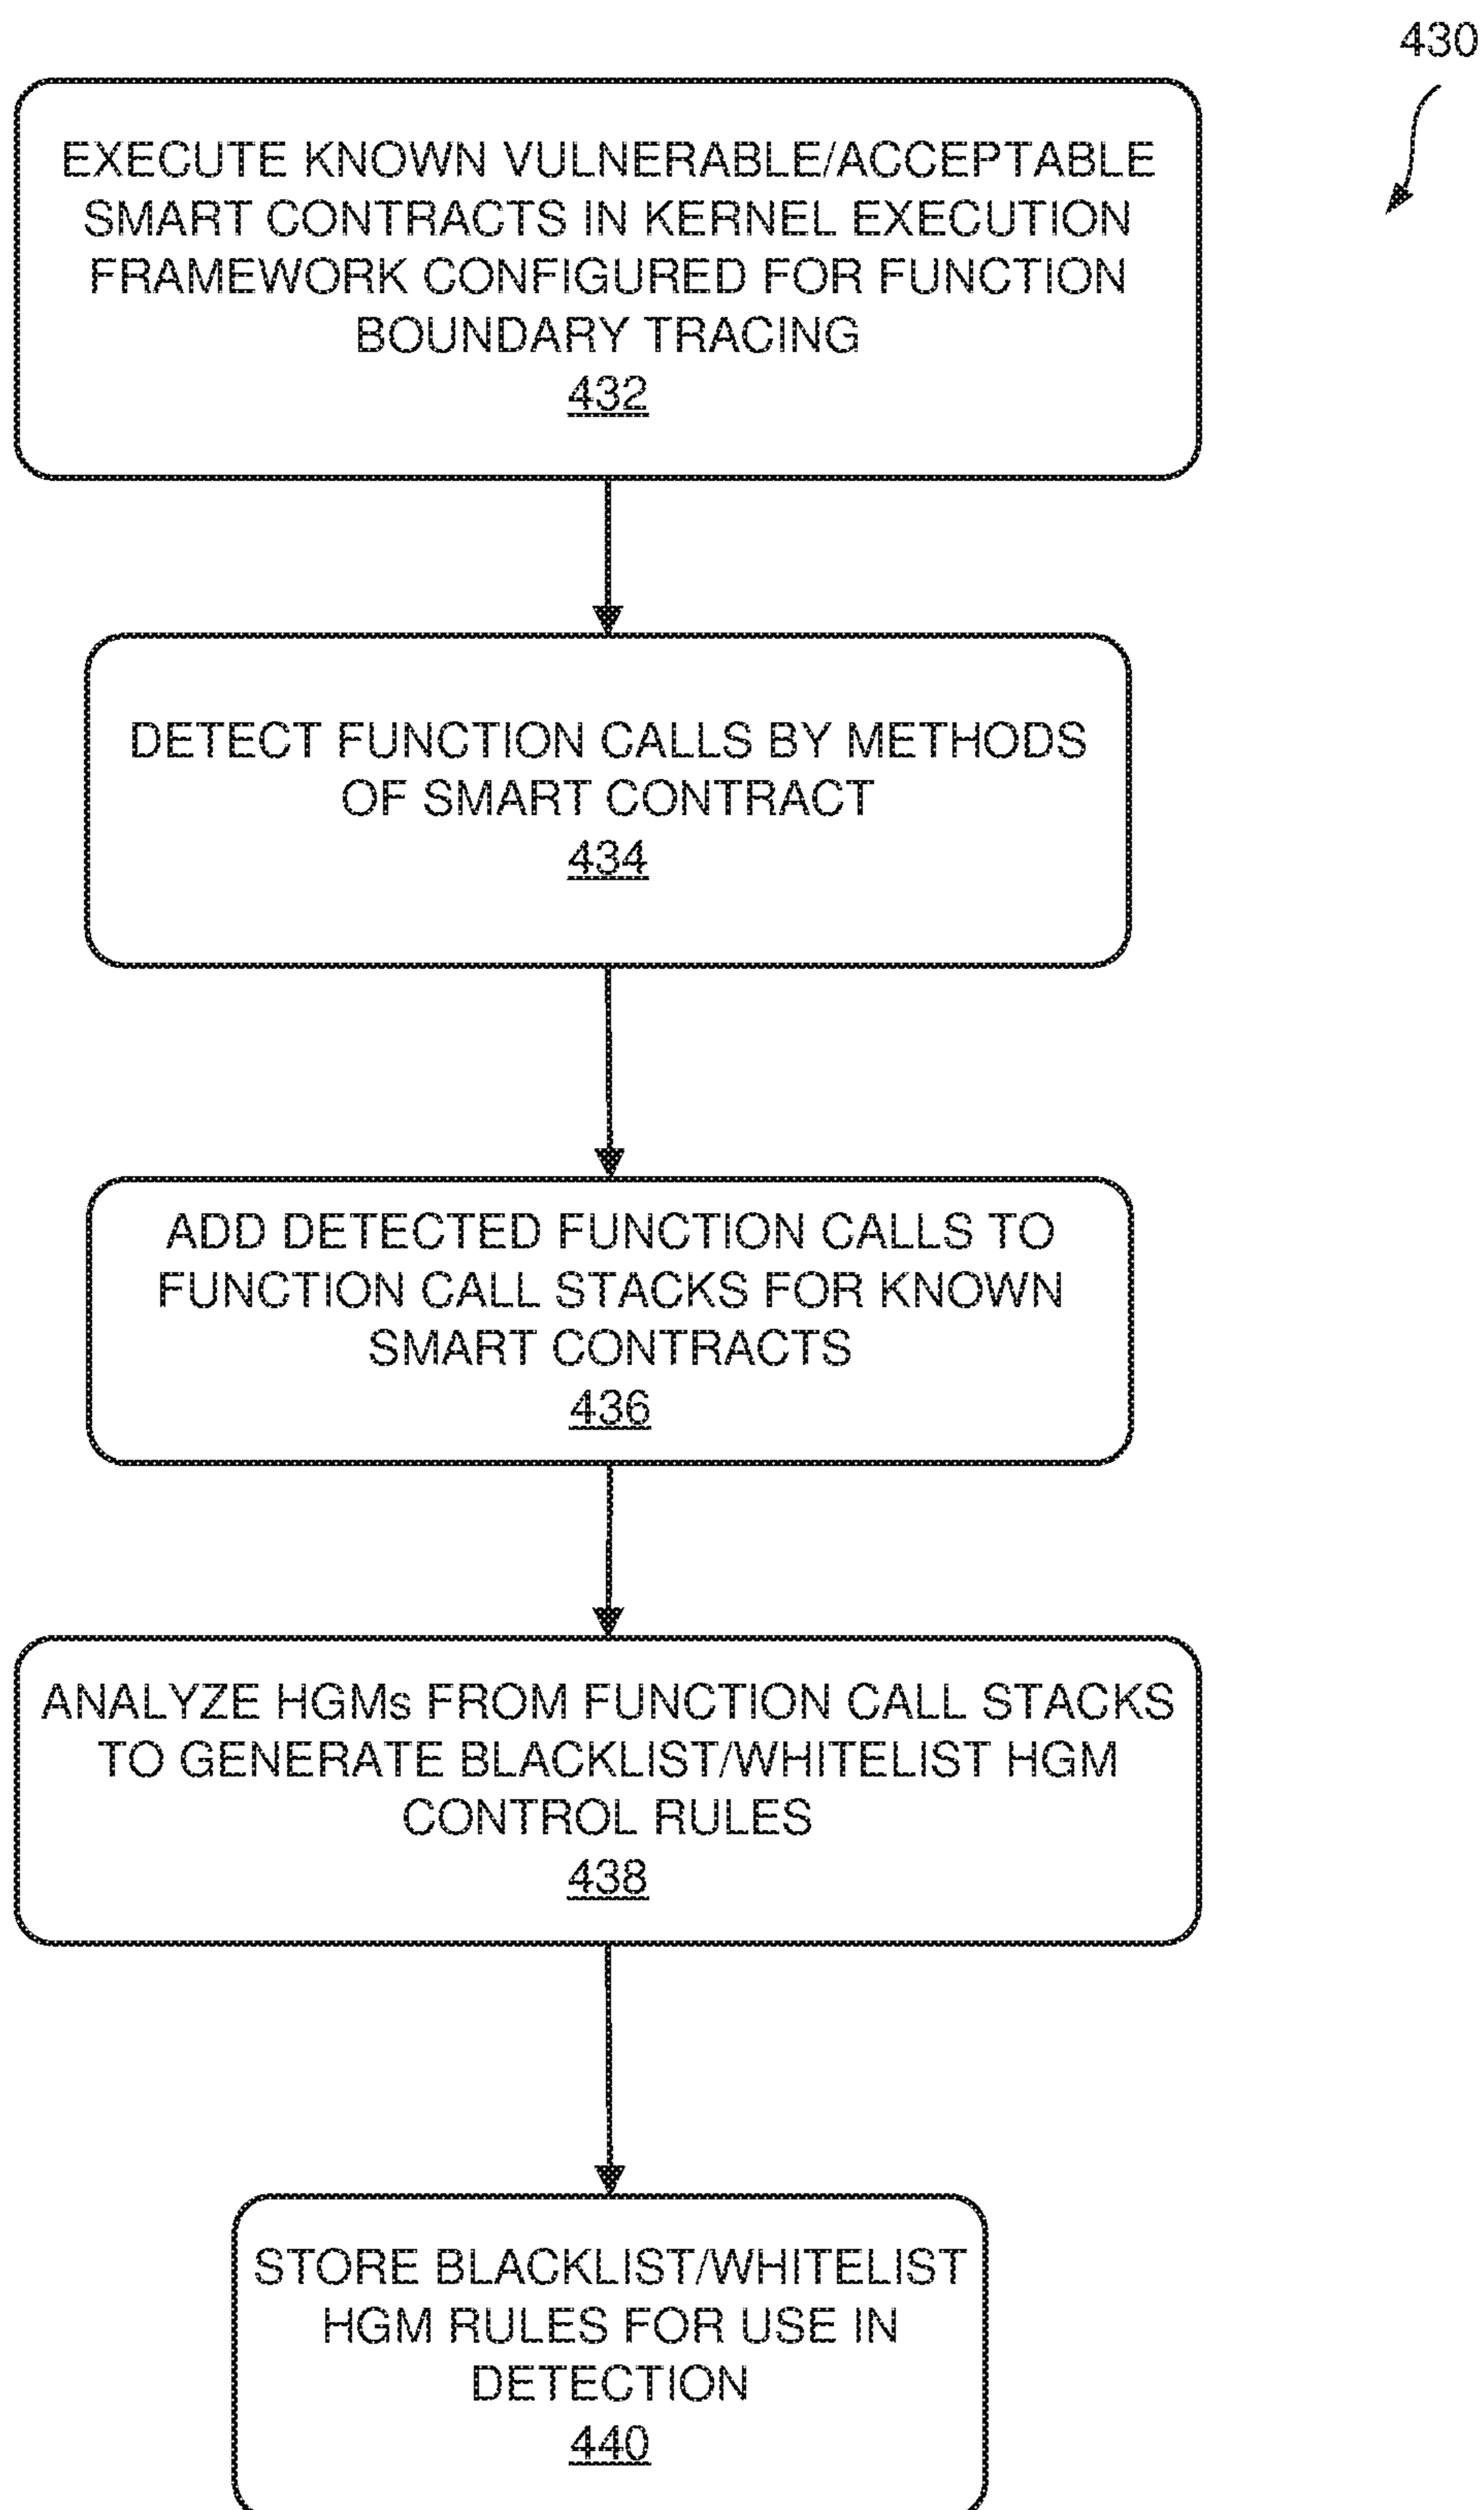 430
EXECUTE KNOWN VULNERABLE/ACCEPTABLE
SMART CONTRACTS IN KERNEL EXECUTION
FRAMEWORK CONFIGURED FOR FUNCTION
BOUNDARY TRACING
432
DETECT FUNCTION CALLS BY METHODS
OF SMART CONTRACT
434
ADD DETECTED FUNCTION CALLS TO
FUNCTION CALL STACKS FOR KNOWN
SMART CONTRACTS
436
ANALYZE HGMs FROM FUNCTION CALL STACKS
TO GENERATE BLACKLIST/WHITELIST HGM
CONTROL RULES
438
STORE BLACKLIST/WHITELIST
HGM RULES FOR USE IN
DETECTION
440